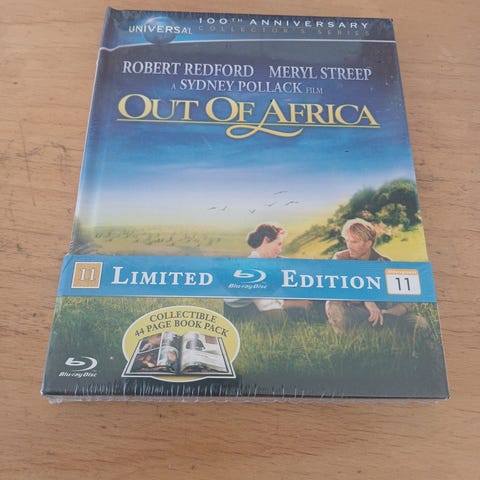 UNIVERSAL
100TH ANNIVERSARY
COLLECTOR'S SERIES
ROBERT REDFORD MERYL STREEP
A SYDNEY POLLACK FILM
OUT OF AFRICA
11 LIMITED Blu-ray Disc EDITION 11
COLLECTIBLE
44 PAGE BOOK PACK
Blu-ray Disc